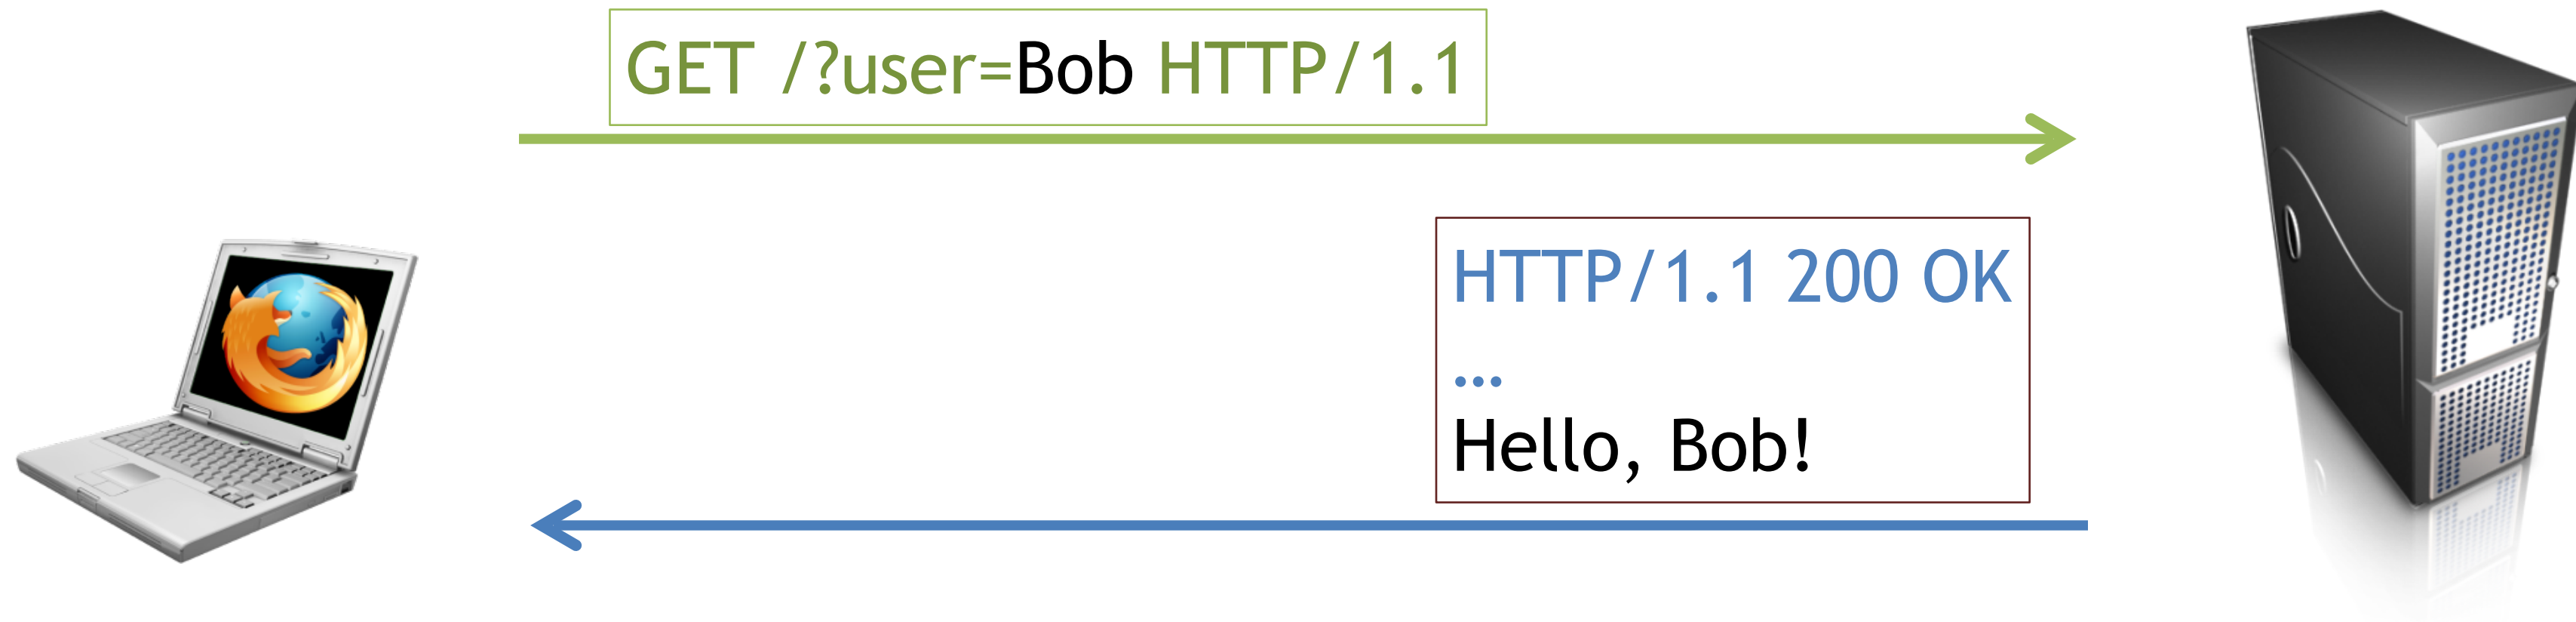 GET /?user=Bob HTTP/1.1
HTTP/1.1 200 OK
...
Hello, Bob!